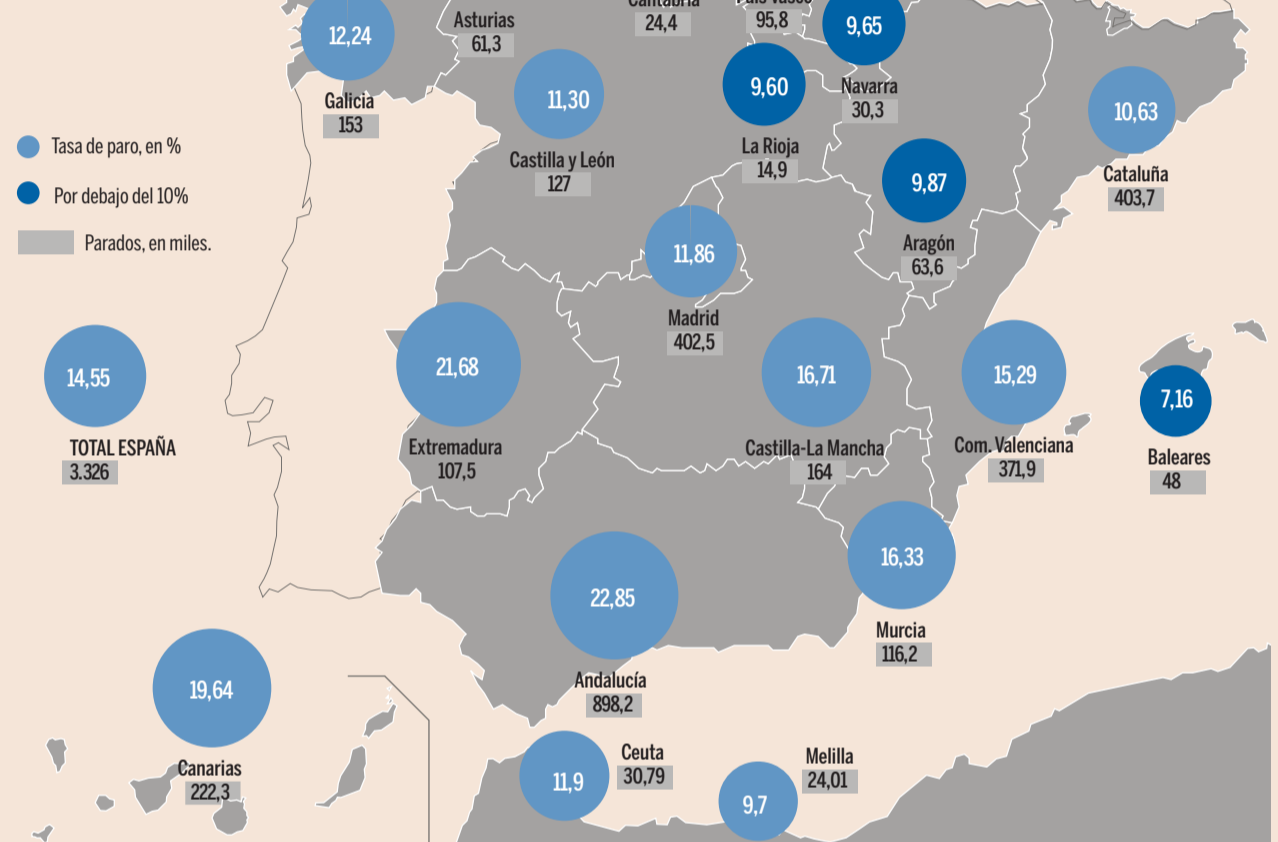 Cantabria
24,4
País Vasco
95,8
9,65
12,24
Asturias
61,3
Galicia
153
11,30
Castilla y León
127
9,60
La Rioja
14,9
Navarra
30,3
10,63
Cataluña
403,7
Tasa de paro, en %
Por debajo del 10%
Parados, en miles.
9,87
Aragón
63,6
11,86
Madrid
402,5
14,55
TOTAL ESPAÑA
3.326
21,68
Extremadura
107,5
16,71
Castilla-La Mancha
164
15,29
Com. Valenciana
371,9
7,16
Baleares
48
16,33
Murcia
116,2
22,85
Andalucía
898,2
19,64
Canarias
222,3
11,9
Ceuta
30,79
9,7
Melilla
24,01